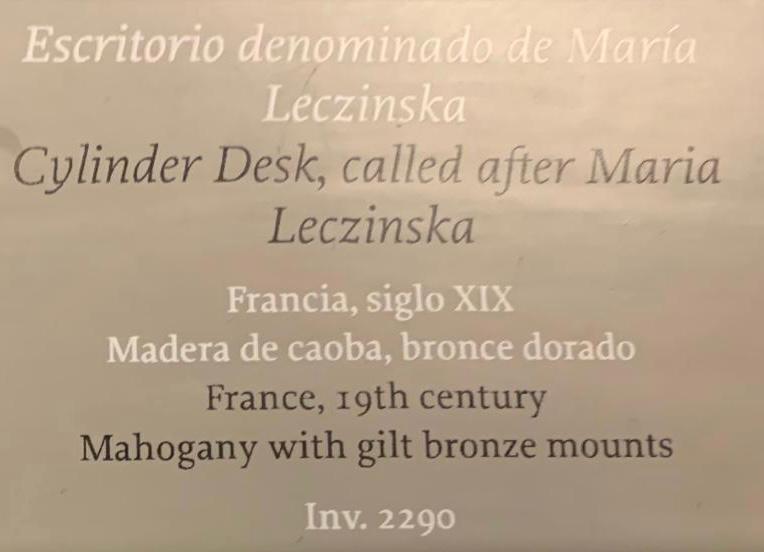 Escritorio denominado de María
Leczinska
Cylinder Desk, called after Maria
Leczinska
Francia, siglo XIX
Madera de caoba, bronce dorado
France, 19th century
Mahogany with gilt bronze mounts
Inv. 2290